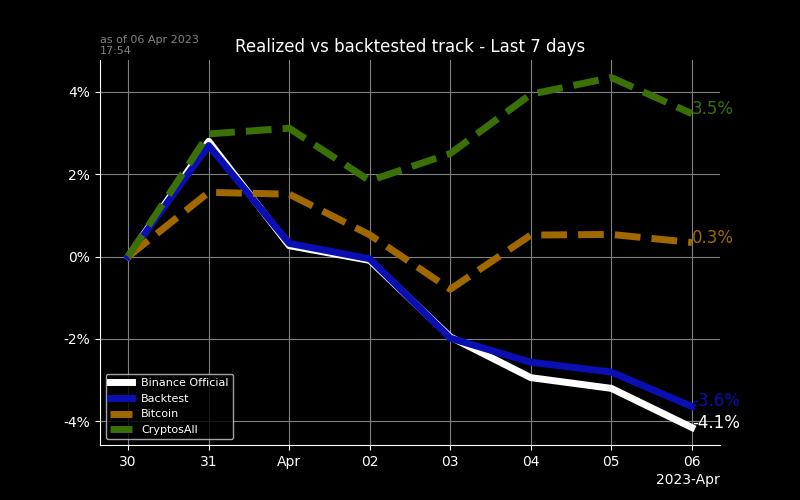 as of 06 Apr 2023
17:54
Realized vs backtested track - Last 7 days
4%
2%
0%
-2%
-4%
3.5%
0.3%
-3.6%
-4.1%
Binance Official
Backtest
Bitcoin
CryptosAll
30 31 Apr 02 03 04 05 06
2023-Apr